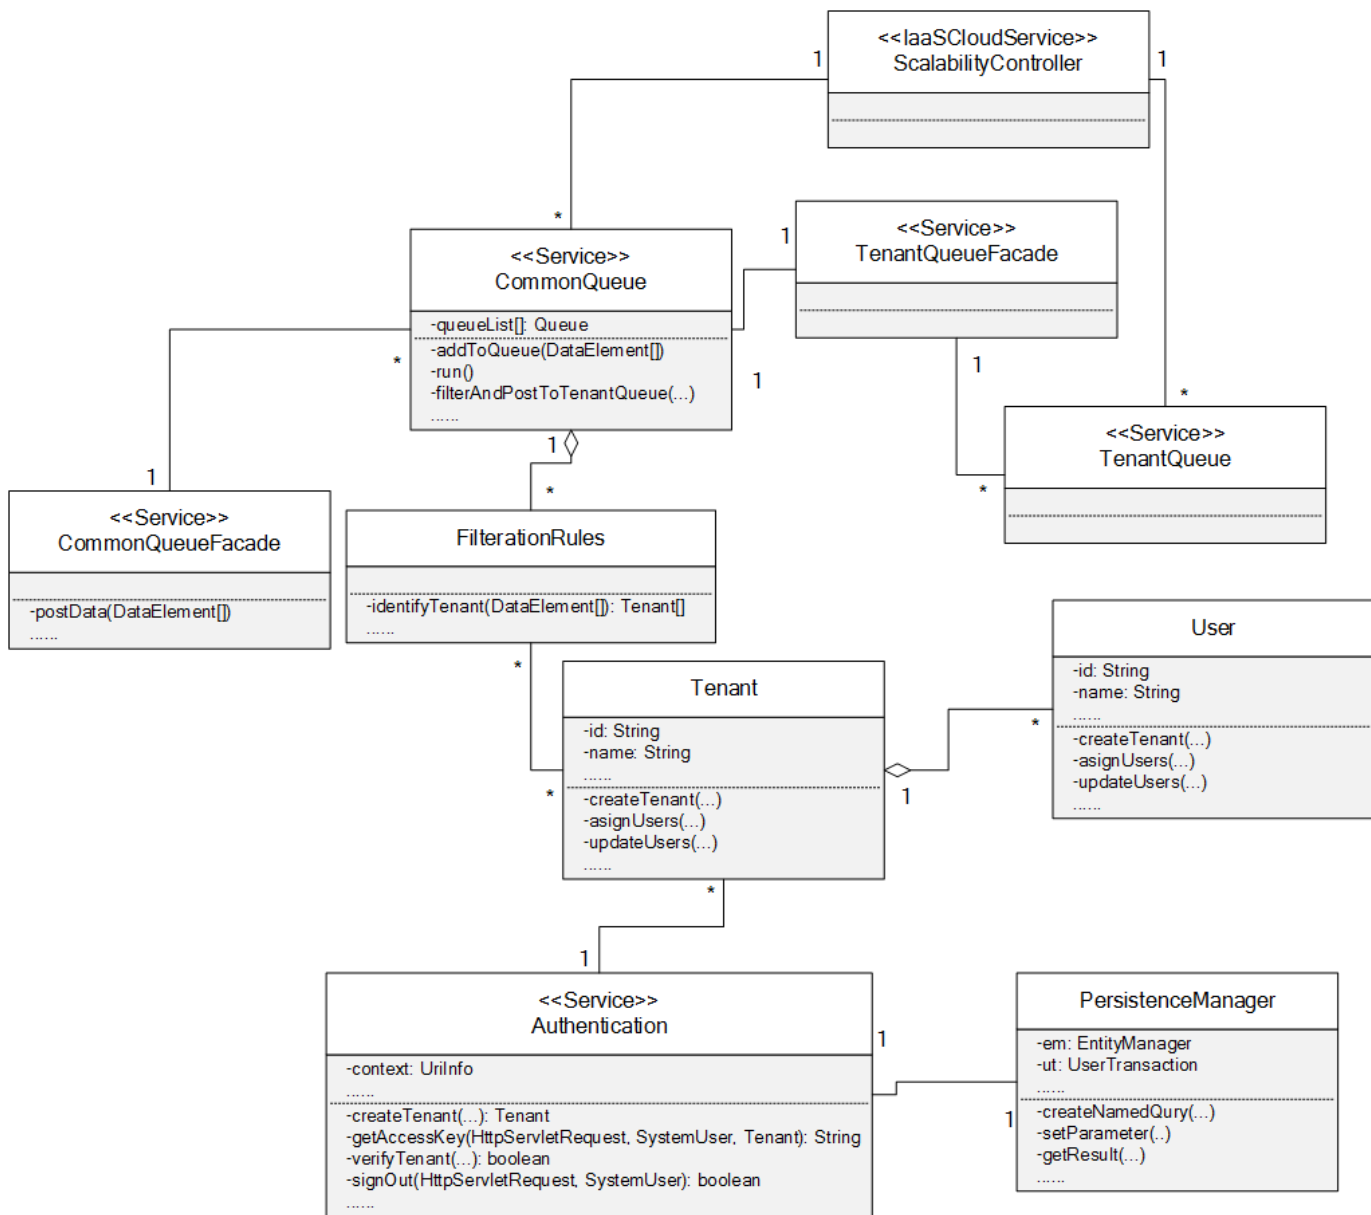 <<IaaSCloudService>>
ScalabilityController
1
1
*
<<Service>>
CommonQueue
-queueList[]: Queue
-addToQueue(DataElement[])
-run()
-filterAndPostToTenantQueue(...)
......
1
<<Service>>
TenantQueueFacade
1
1
*
*
<<Service>>
TenantQueue
*
1
<<Service>>
CommonQueueFacade
-postData(DataElement[])
......
1
*
FilterationRules
-identifyTenant(DataElement[]): Tenant[]
......
*
*
Tenant
-id: String
-name: String
......
-createTenant(...)
-asignUsers(...)
-updateUsers(...)
......
1
*
User
-id: String
-name: String
......
-createTenant(...)
-asignUsers(...)
-updateUsers(...)
......
*
1
<<Service>>
Authentication
-context: UriInfo
......
-createTenant(...): Tenant
-getAccessKey(HttpServletRequest, SystemUser, Tenant): String
-verifyTenant(...): boolean
-signOut(HttpServletRequest, SystemUser): boolean
......
1
1
PersistenceManager
-em: EntityManager
-ut: UserTransaction
......
-createNamedQury(...)
-setParameter(..)
-getResult(...)
......